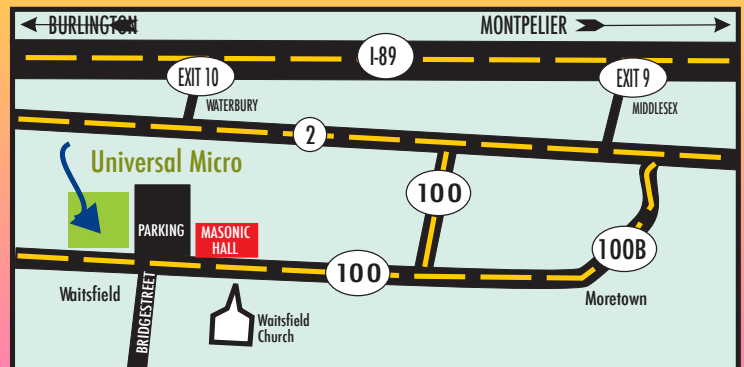 BURLINGTON
MONTPELIER
I-89
EXIT 10
EXIT 9
WATERBURY
MIDDLESEX
2
Universal Micro
100
PARKING
MASONIC
HALL
100B
100
Waitsfield
BRIDGESTREET
Moretown
Waitsfield
Church